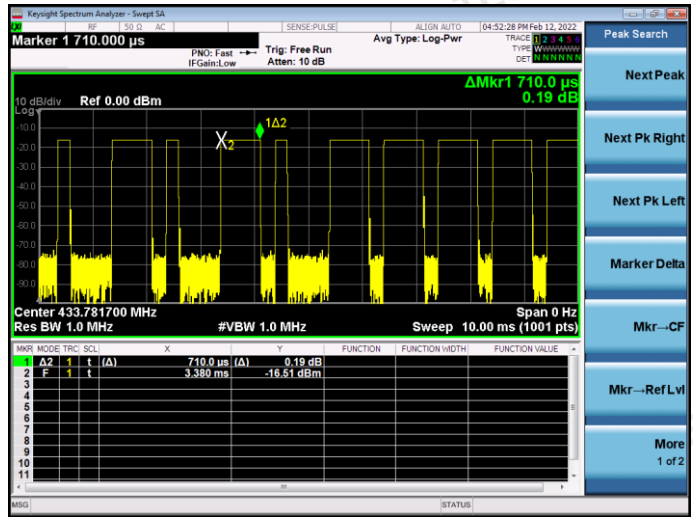 Keysight Spectrum Analyzer - Swept SA
RF 50 Ω AC SENSE:PULSE ALIGN AUTO 04:52:28 PM Feb 12, 2022
Marker 1 710.000 µs Avg Type: Log-Pwr TRACE 1 2 3 4 5 6
PNO: Fast Trig: Free Run TYPE W
IFGain:Low Atten: 10 dB DET N N N N N N
ΔMkr1 710.0 µs
10 dB/div Ref 0.00 dBm 0.19 dB
Log
-10.0
1Δ2
X2
-20.0
-30.0
-40.0
-50.0
-60.0
-70.0
-80.0
-90.0
Center 433.781700 MHz Span 0 Hz
Res BW 1.0 MHz #VBW 1.0 MHz Sweep 10.00 ms (1001 pts)
MKR MODE TRC SCL X Y FUNCTION FUNCTION WIDTH FUNCTION VALUE
1 Δ2 1 t (Δ) 710.0 µs (Δ) 0.19 dB
2 F 1 t 3.380 ms -16.51 dBm
3
4
5
6
7
8
9
10
11
MSG STATUS
Peak Search
Next Peak
Next Pk Right
Next Pk Left
Marker Delta
Mkr→CF
Mkr→Ref Lvl
More
1 of 2